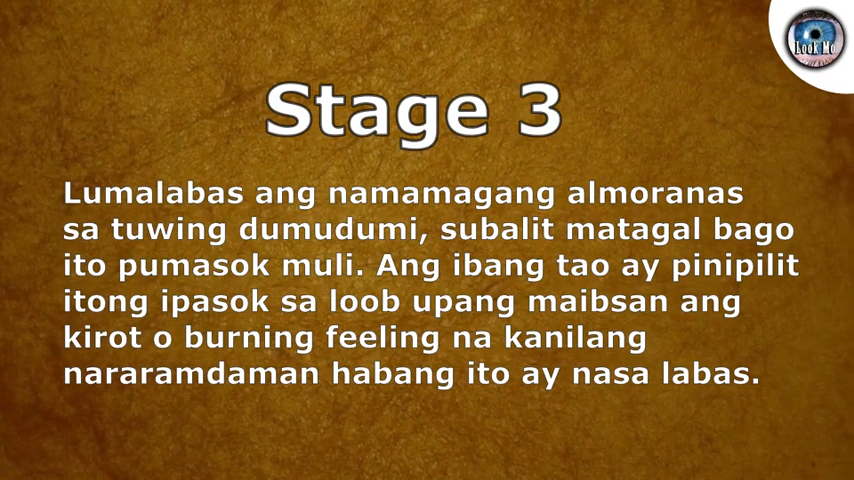 Look Mo
Stage 3
Lumalabas ang namamagang almoranas
sa tuwing dumudumi, subalit matagal bago
ito pumasok muli. Ang ibang tao ay pinipilit
itong ipasok sa loob upang maibsan ang
kirot o burning feeling na kanilang
nararamdaman habang ito ay nasa labas.